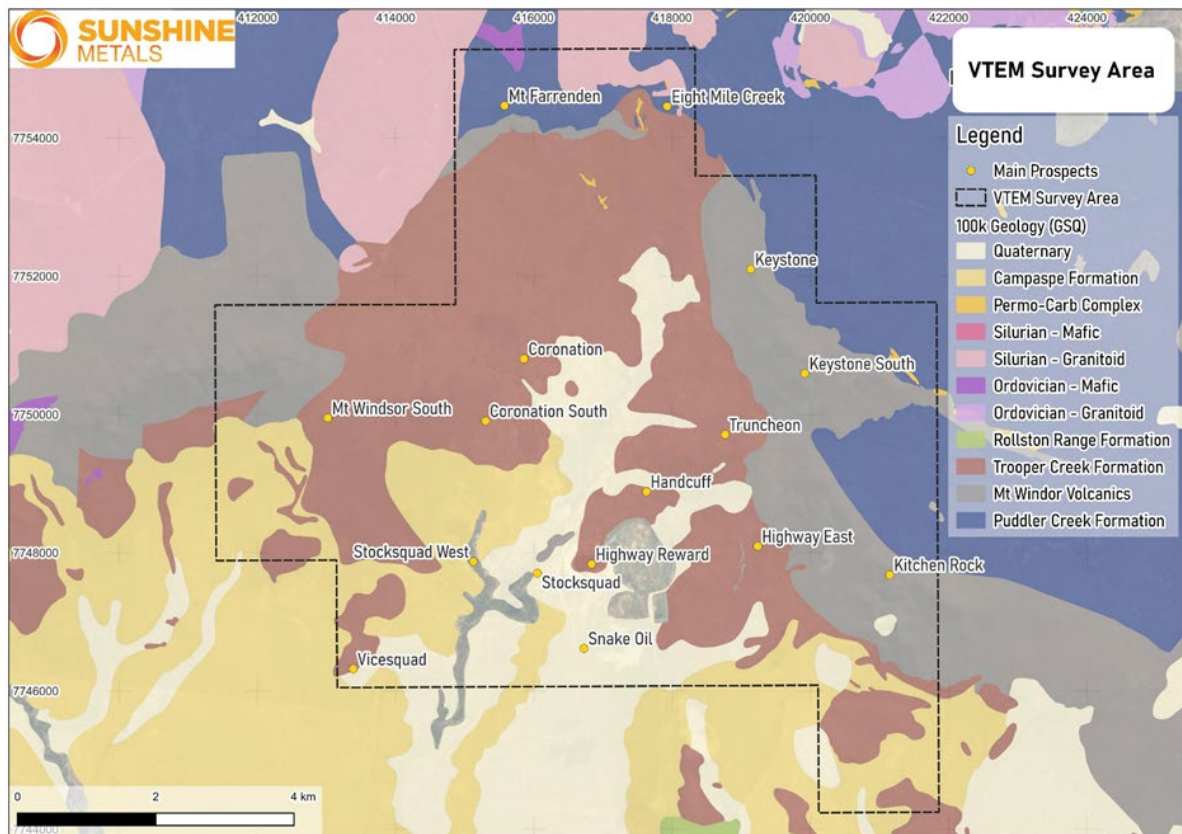 SUNSHINE
METALS
412000
414000
416000
418000
420000
422000
424000
VTEM Survey Area
Mt Farrenden
Eight Mile Creek
7754000
Legend
Main Prospects
VTEM Survey Area
100k Geology (GSQ)
Quaternary
Campaspe Formation
Permo-Carb Complex
Silurian - Mafic
Silurian - Granitoid
Ordovician - Mafic
Ordovician - Granitoid
Rollston Range Formation
Trooper Creek Formation
Mt Windor Volcanics
Puddler Creek Formation
7752000
Keystone
Coronation
Keystone South
7750000
Mt Windsor South
Coronation South
Truncheon
Handcuff
7748000
Stocksquad West
Highway Reward
Highway East
Stocksquad
Kitchen Rock
Snake Oil
Vicesquad
7746000
0
2
4 km
7744000